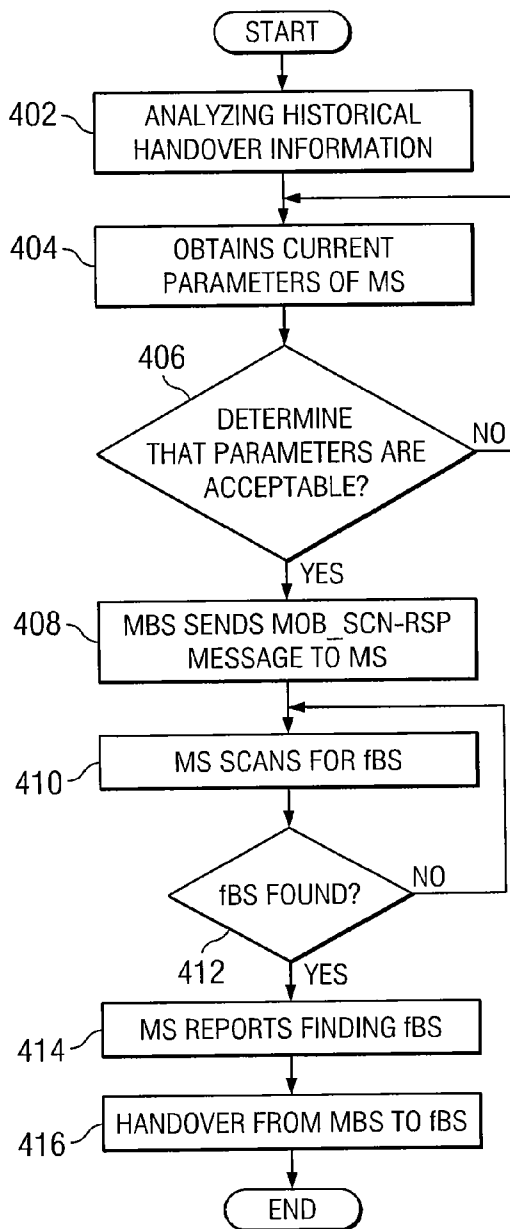 START
402
ANALYZING HISTORICAL
HANDOVER INFORMATION
404
OBTAINS CURRENT
PARAMETERS OF MS
406
DETERMINE
THAT PARAMETERS ARE
ACCEPTABLE?
NO
YES
408
MBS SENDS MOB_SCN-RSP
MESSAGE TO MS
410
MS SCANS FOR fBS
fBS FOUND?
NO
412
YES
414
MS REPORTS FINDING fBS
416
HANDOVER FROM MBS TO fBS
END